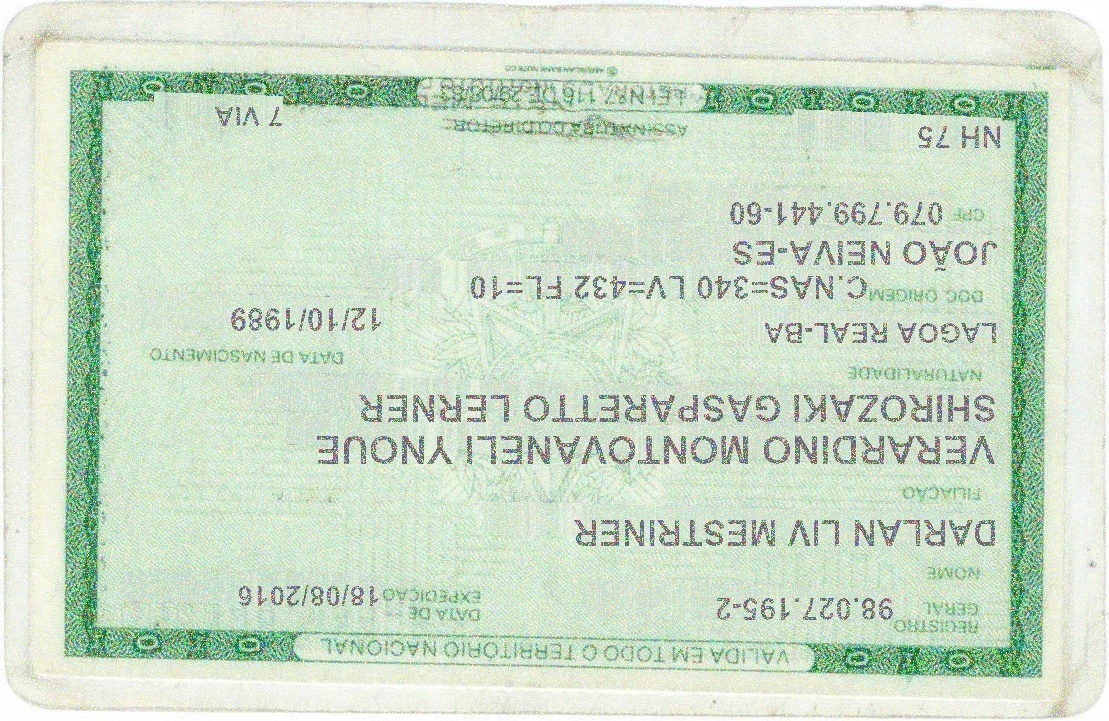 VALIDA EM TODO O TERRITÓRIO NACIONAL
REGISTRO GERAL 98.027.195-2 DATA DE EXPEDIÇÃO 18/08/2016
NOME
DARLAN LIV MESTRINER
FILIAÇÃO
VERARDINO MONTOVANELI YNOUE
SHIROZAKI GASPARETTO LERNER
NATURALIDADE DATA DE NASCIMENTO
LAGOA REAL-BA 12/10/1989
DOC ORIGEM C.NAS=340 LV=432 FL=10
JOÃO NEIVA-ES
CPF 079.799.441-60
NH 75 7 VIA
ASSINATURA DO DIRETOR
LEI Nº 7.116 DE 29/08/83